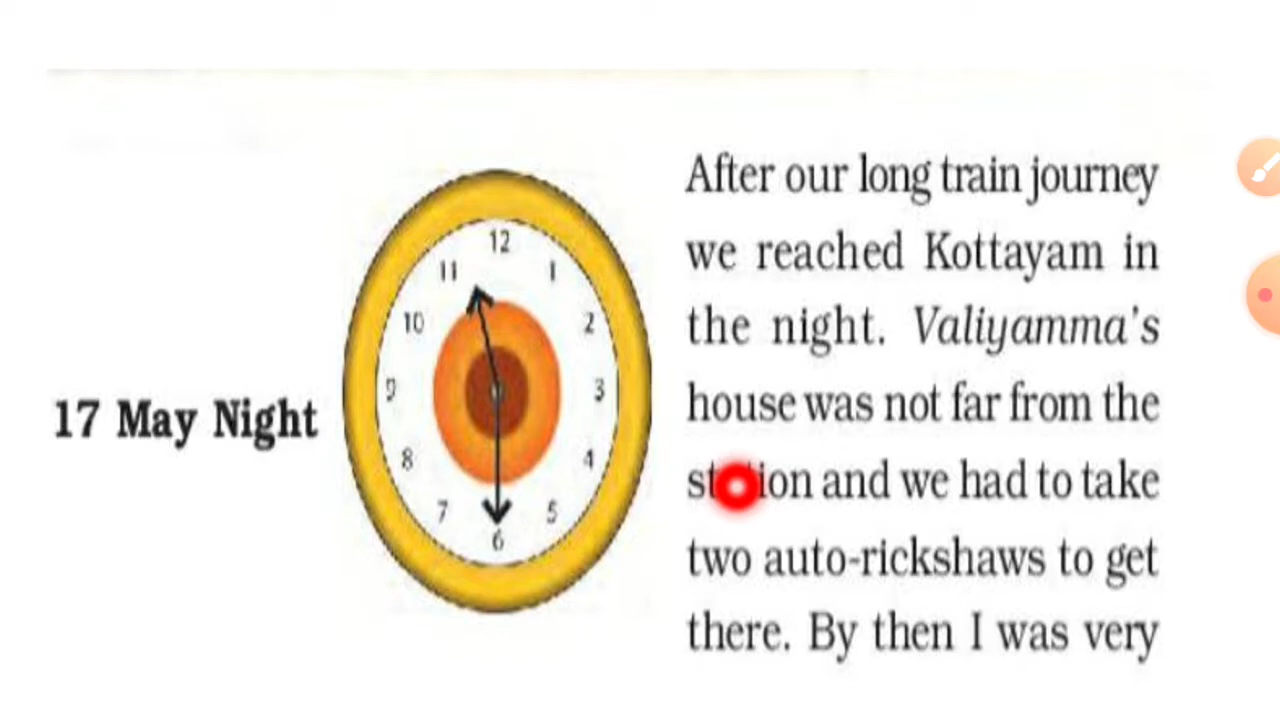 After our long train journey
we reached Kottayam in
the night. Valiyamma's
house was not far from the
and we had to take
17 May Night
two auto-rickshaws to get
there. By then I was very
12
1
2
3
4
5
6
7
8
9
10
11